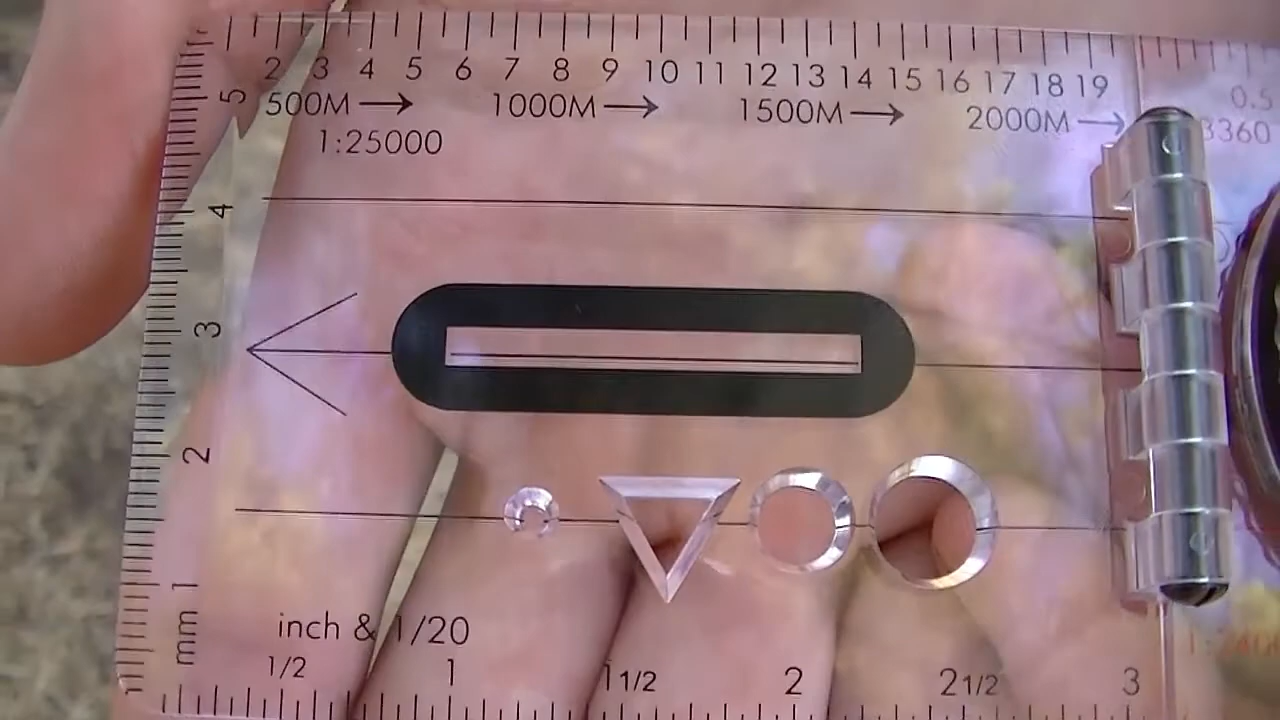 2 3 4 5 6 7 8 9 10 11 12 13 14 15 16 17 18 19
0.5
500M 1000M 1500M 2000M
3360
1:25000
5
4
3
2
1
mm
inch & 1/20
1/2 1 1 1/2 2 2 1/2 3